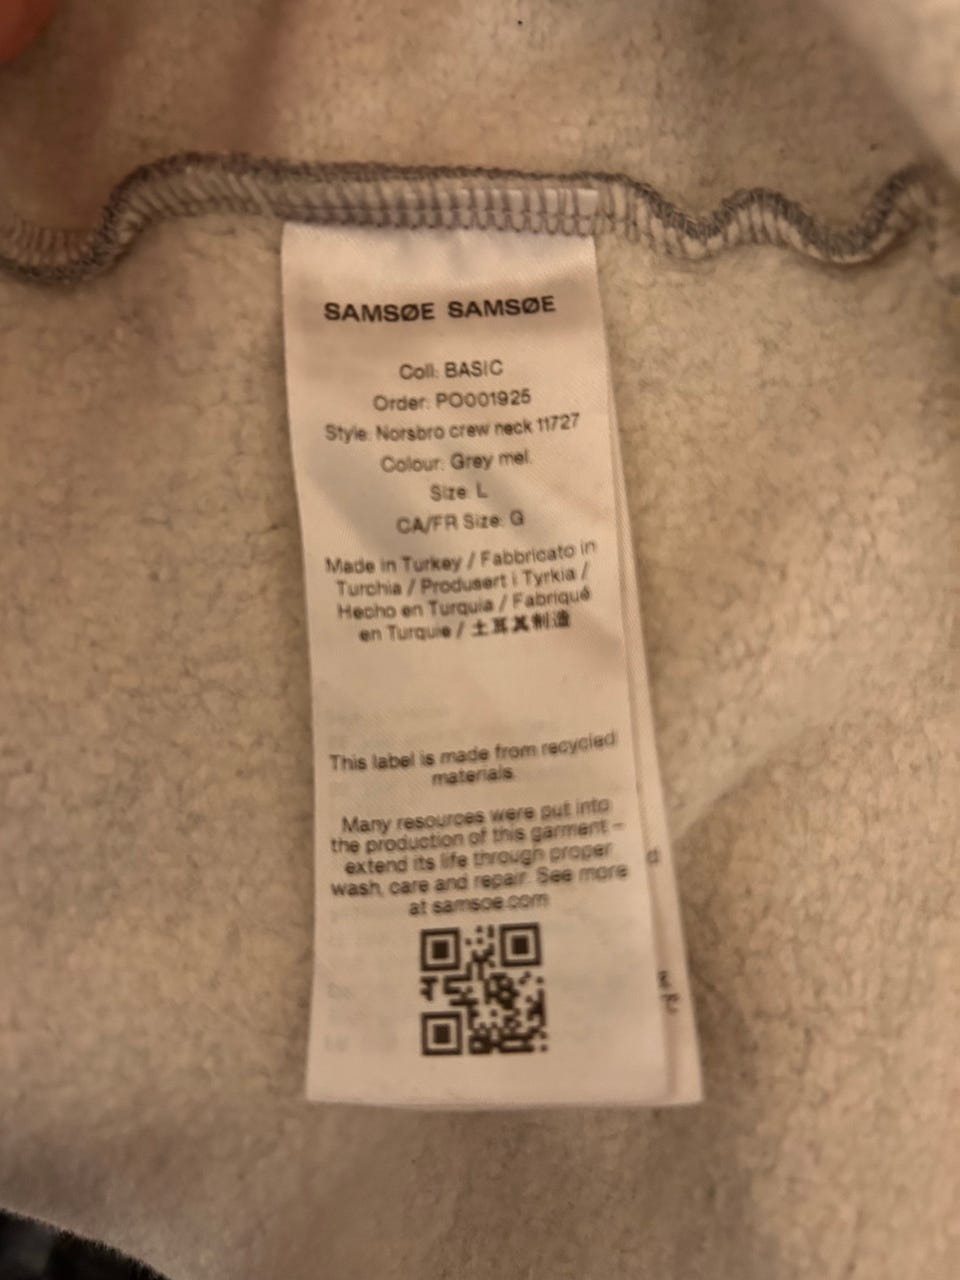 SAMSØE SAMSØE
Coll: BASIC
Order: PO001925
Style: Norsbro crew neck 11727
Colour: Grey mel.
Size: L
CA/FR Size: G
Made in Turkey / Fabbricato in
Turchia / Produsert i Tyrkia /
Hecho en Turquia / Fabriqué
en Turquie / 土耳其制造
This label is made from recycled
materials.
Many resources were put into
the production of this garment –
extend its life through proper
wash, care and repair. See more
at samsoe.com